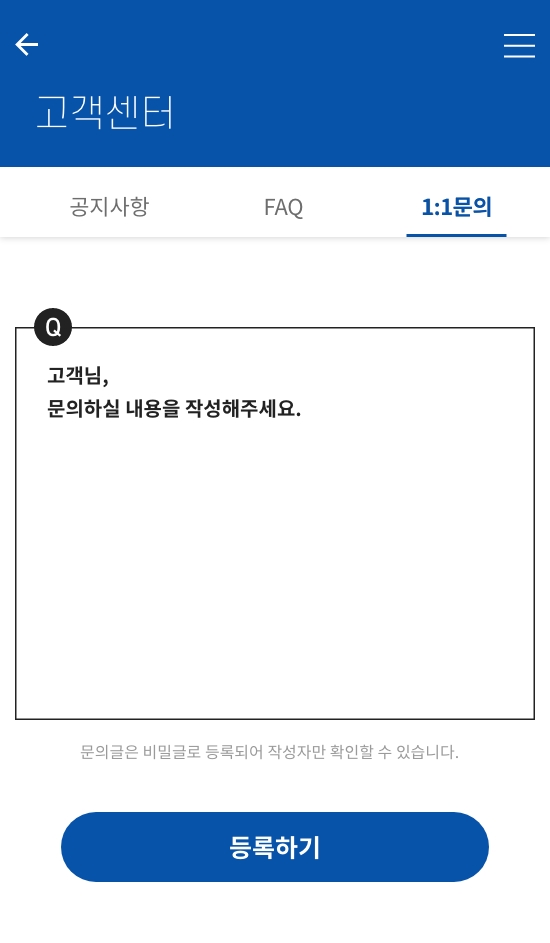 고객센터
공지사항
FAQ
1:1문의
Q
고객님,
문의하실 내용을 작성해주세요.
문의글은 비밀글로 등록되어 작성자만 확인할 수 있습니다.
등록하기